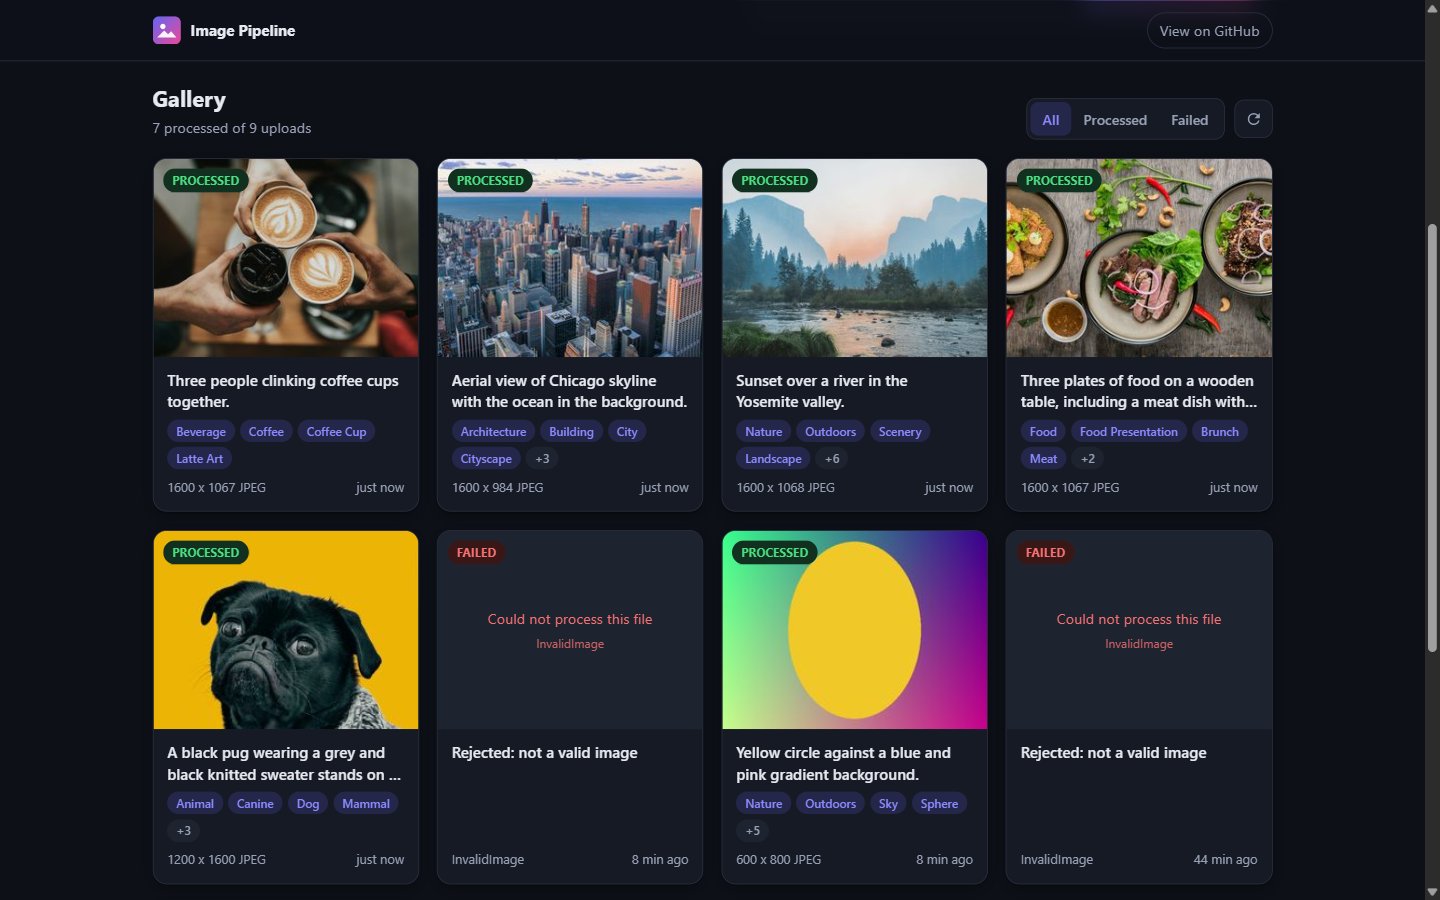 Image Pipeline
View on GitHub
Gallery
7 processed of 9 uploads
All
Processed
Failed
PROCESSED
Three people clinking coffee cups
together.
Beverage
Coffee
Coffee Cup
Latte Art
1600 x 1067 JPEG
just now
PROCESSED
Aerial view of Chicago skyline
with the ocean in the background.
Architecture
Building
City
Cityscape
+3
1600 x 984 JPEG
just now
PROCESSED
Sunset over a river in the
Yosemite valley.
Nature
Outdoors
Scenery
Landscape
+6
1600 x 1068 JPEG
just now
PROCESSED
Three plates of food on a wooden
table, including a meat dish with...
Food
Food Presentation
Brunch
Meat
+2
1600 x 1067 JPEG
just now
PROCESSED
A black pug wearing a grey and
black knitted sweater stands on ...
Animal
Canine
Dog
Mammal
+3
1200 x 1600 JPEG
just now
FAILED
Could not process this file
InvalidImage
Rejected: not a valid image
InvalidImage
8 min ago
PROCESSED
Yellow circle against a blue and
pink gradient background.
Nature
Outdoors
Sky
Sphere
+5
600 x 800 JPEG
8 min ago
FAILED
Could not process this file
InvalidImage
Rejected: not a valid image
InvalidImage
44 min ago